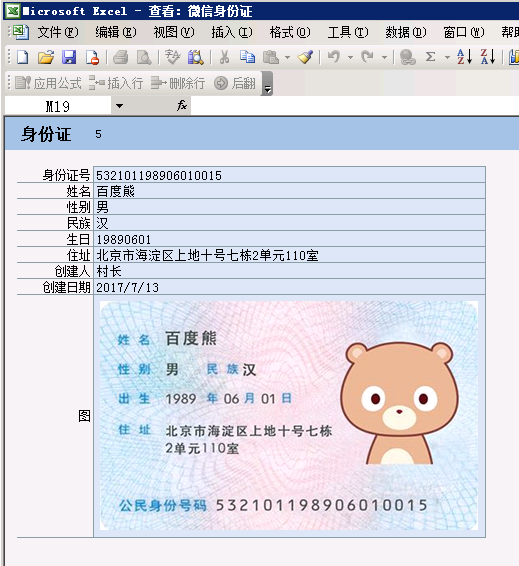 ■Microsoft Excel - 查看：微信身份证
文件(F) 编辑(E) 视图(V) 插入(I) 格式(O) 工具(T) 数据(D) 窗口(W) 帮助
应用公式 插入行 删除行 后翻
M19 fx
身份证 5
身份证号 532101198906010015
姓名 百度熊
性别 男
民族 汉
生日 19890601
住址 北京市海淀区上地十号七栋2单元110室
创建人 村长
创建日期 2017/7/13
图
姓名 百度熊
性别 男 民族 汉
出生 1989 年 06 月 01 日
住址 北京市海淀区上地十号七栋
2单元110室
公民身份号码 532101198906010015